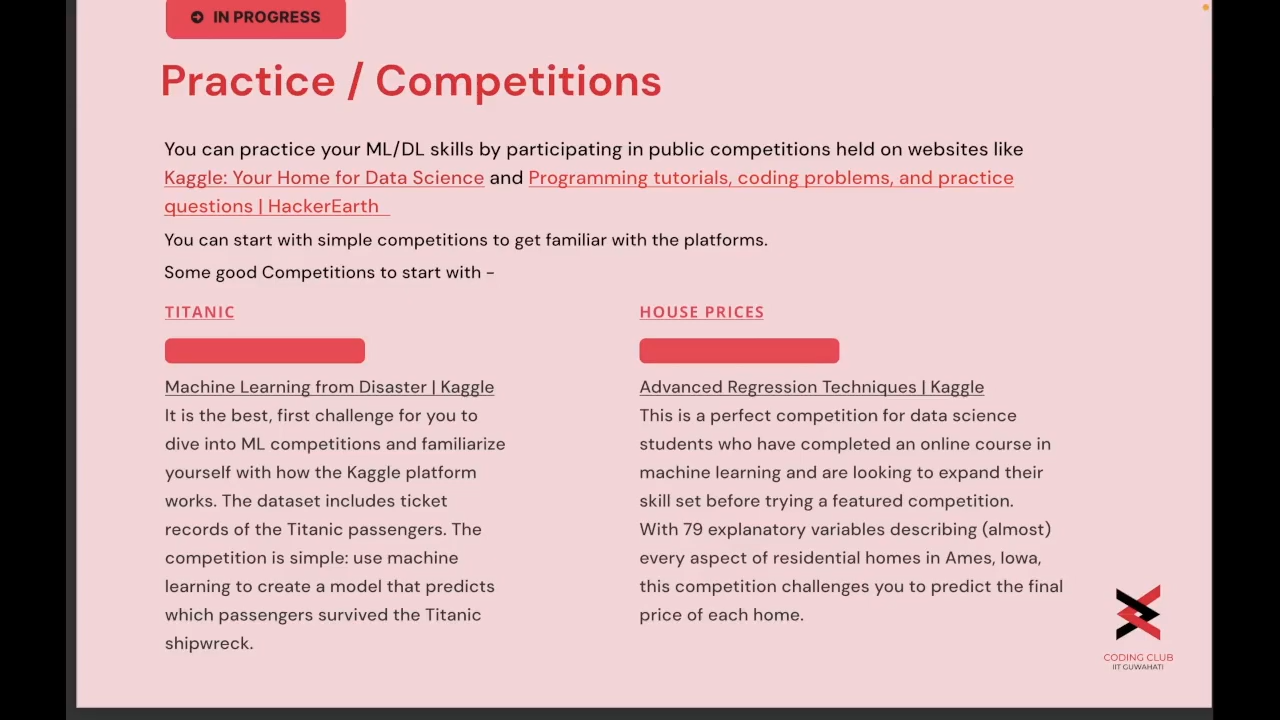 IN PROGRESS
Practice / Competitions
You can practice your ML/DL skills by participating in public competitions held on websites like
Kaggle: Your Home for Data Science and Programming tutorials, coding problems, and practice
questions | HackerEarth
You can start with simple competitions to get familiar with the platforms.
Some good Competitions to start with –
TITANIC
Machine Learning from Disaster | Kaggle
It is the best, first challenge for you to
dive into ML competitions and familiarize
yourself with how the Kaggle platform
works. The dataset includes ticket
records of the Titanic passengers. The
competition is simple: use machine
learning to create a model that predicts
which passengers survived the Titanic
shipwreck.
HOUSE PRICES
Advanced Regression Techniques | Kaggle
This is a perfect competition for data science
students who have completed an online course in
machine learning and are looking to expand their
skill set before trying a featured competition.
With 79 explanatory variables describing (almost)
every aspect of residential homes in Ames, Iowa,
this competition challenges you to predict the final
price of each home.
CODING CLUB
IIT GUWAHATI